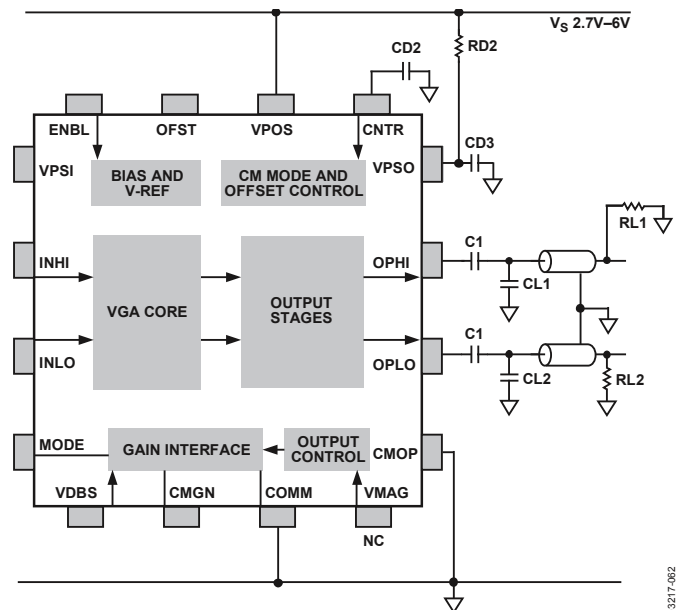 V_S 2.7V–6V
RD2
CD2
ENBL
OFST
VPOS
CNTR
CD3
VPSI
VPSO
BIAS AND
V-REF
CM MODE AND
OFFSET CONTROL
RL1
INHI
OPHI
C1
CL1
VGA CORE
OUTPUT
STAGES
C1
INLO
OPLO
CL2
RL2
MODE
GAIN INTERFACE
OUTPUT
CONTROL
CMOP
VDBS
CMGN
COMM
VMAG
NC
3217-062